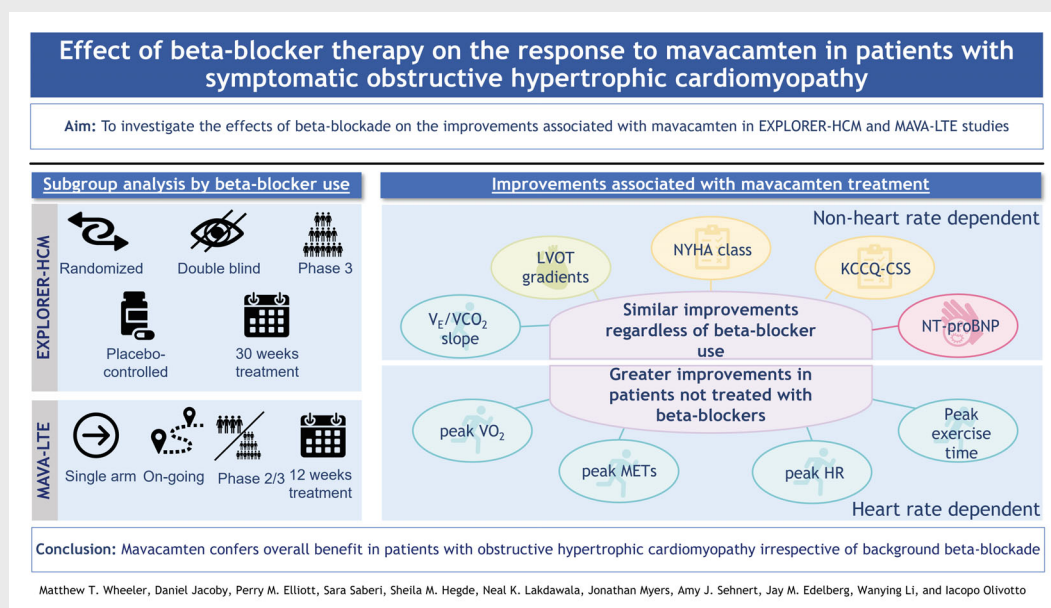 Effect of beta-blocker therapy on the response to mavacamten in patients with
symptomatic obstructive hypertrophic cardiomyopathy
Aim: To investigate the effects of beta-blockade on the improvements associated with mavacamten in EXPLORER-HCM and MAVA-LTE studies
Subgroup analysis by beta-blocker use
EXPLORER-HCM
Randomized
Double blind
Phase 3
Placebo-
controlled
30 weeks
treatment
MAVA-LTE
Single arm
On-going
Phase 2/3
12 weeks
treatment
Improvements associated with mavacamten treatment
Non-heart rate dependent
LVOT
gradients
NYHA class
KCCQ-CSS
VE/VCO2
slope
NT-proBNP
Similar improvements
regardless of beta-blocker
use
Greater improvements in
patients not treated with
beta-blockers
peak VO2
peak METs
peak HR
Peak
exercise
time
Heart rate dependent
Conclusion: Mavacamten confers overall benefit in patients with obstructive hypertrophic cardiomyopathy irrespective of background beta-blockade
Matthew T. Wheeler, Daniel Jacoby, Perry M. Elliott, Sara Saberi, Sheila M. Hegde, Neal K. Lakdawala, Jonathan Myers, Amy J. Sehnert, Jay M. Edelberg, Wanying Li, and Iacopo Olivotto